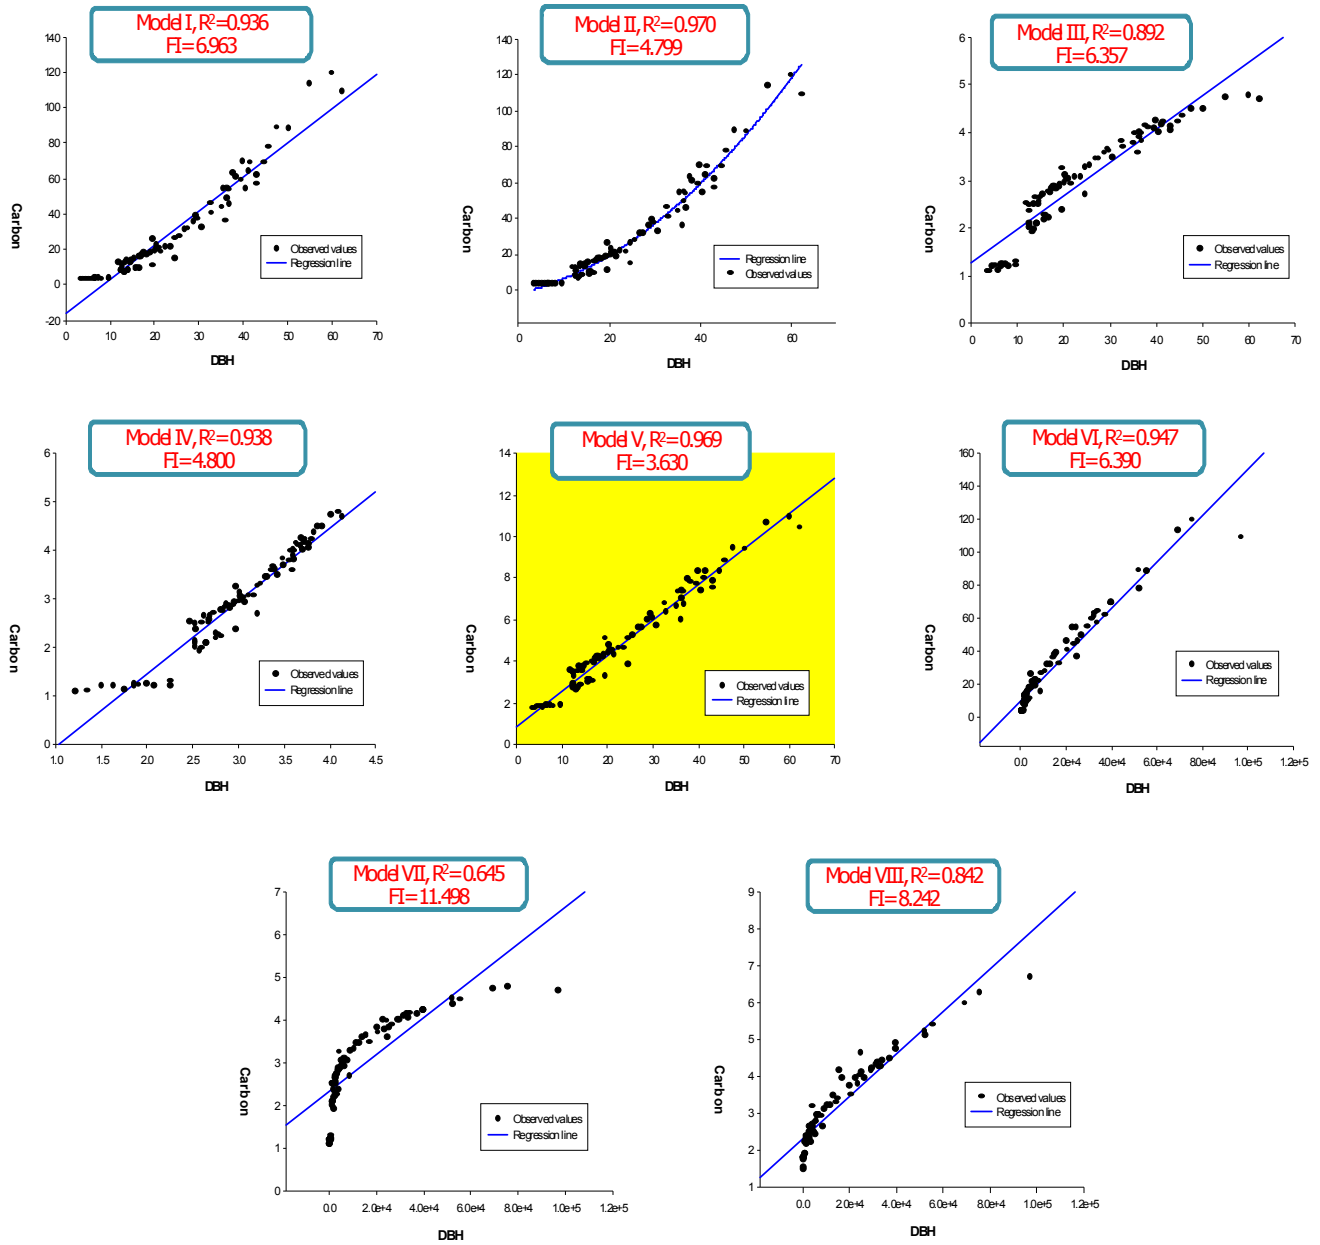 Model I, R²=0.936
FI=6.963
140
120
100
80
60
40
20
0
-20
Carbon
0 10 20 30 40 50 60 70
DBH
Observed values
Regression line
Model II, R²=0.970
FI=4.799
140
120
100
80
60
40
20
0
Carbon
0 20 40 60
DBH
Regression line
Observed values
Model III, R²=0.892
FI=6.357
6
5
4
3
2
1
0
Carbon
0 10 20 30 40 50 60 70
DBH
Observed values
Regression line
Model IV, R²=0.938
FI=4.800
6
5
4
3
2
1
0
Carbon
1.0 1.5 2.0 2.5 3.0 3.5 4.0 4.5
DBH
Observed values
Regression line
Model V, R²=0.969
FI=3.630
14
12
10
8
6
4
2
0
Carbon
0 10 20 30 40 50 60 70
DBH
Observed values
Regression line
Model VI, R²=0.947
FI=6.390
160
140
120
100
80
60
40
20
0
Carbon
0.0 2.0e+4 4.0e+4 6.0e+4 8.0e+4 1.0e+5 1.2e+5
DBH
Observed values
Regression line
Model VII, R²=0.645
FI=11.498
7
6
5
4
3
2
1
0
Carbon
0.0 2.0e+4 4.0e+4 6.0e+4 8.0e+4 1.0e+5 1.2e+5
DBH
Observed values
Regression line
Model VIII, R²=0.842
FI=8.242
9
8
7
6
5
4
3
2
1
Carbon
0.0 2.0e+4 4.0e+4 6.0e+4 8.0e+4 1.0e+5 1.2e+5
DBH
Observed values
Regression line